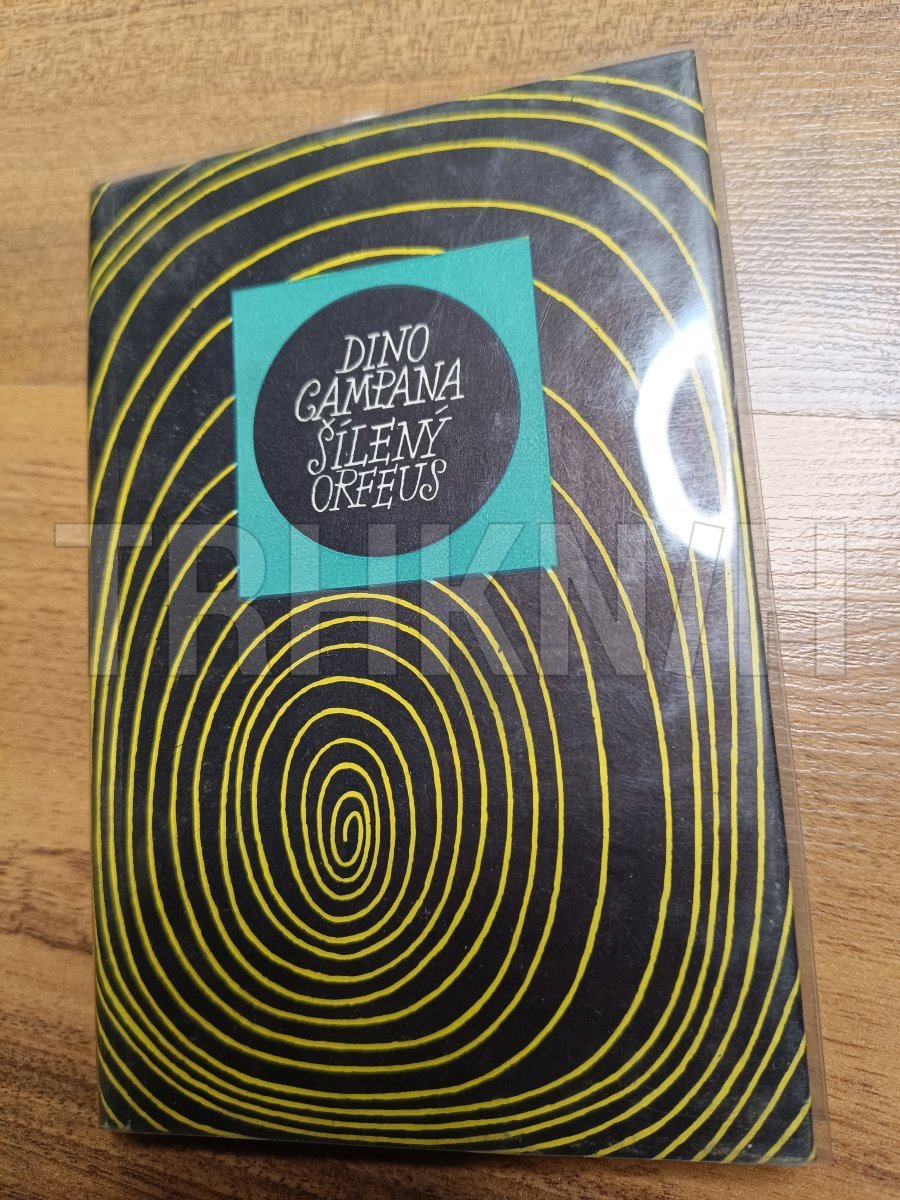 DINO
CAMPANA
ŠÍLENÝ
ORFEUS
TRHKNIH